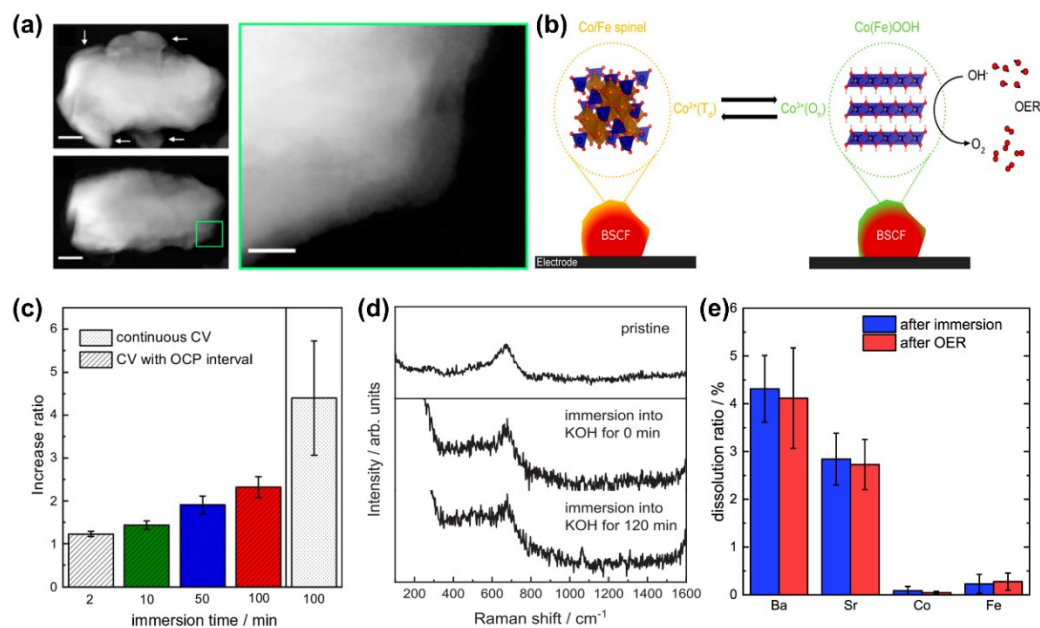 (a)
(b)
Co/Fe spinel
Co(Fe)OOH
Co²⁺(T_d)
Co³⁺(O_h)
OH⁻
OER
O₂
BSCF
BSCF
Electrode
(c)
Increase ratio
6
5
4
3
2
1
0
continuous CV
CV with OCP interval
2
10
50
100
100
immersion time / min
(d)
Intensity / arb. units
pristine
immersion into
KOH for 0 min
immersion into
KOH for 120 min
200 400 600 800 1000 1200 1400 1600
Raman shift / cm⁻¹
(e)
dissolution ratio / %
6
5
4
3
2
1
0
after immersion
after OER
Ba
Sr
Co
Fe